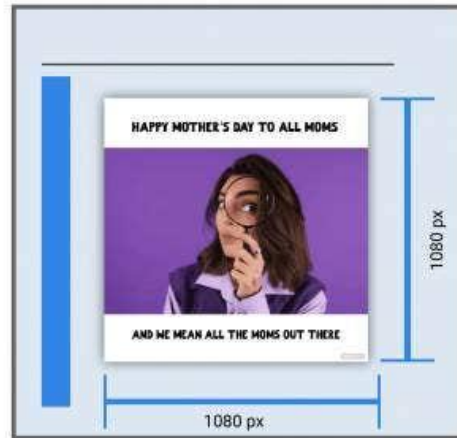 HAPPY MOTHER'S DAY TO ALL MOMS
AND WE MEAN ALL THE MOMS OUT THERE
1080 px
1080 px